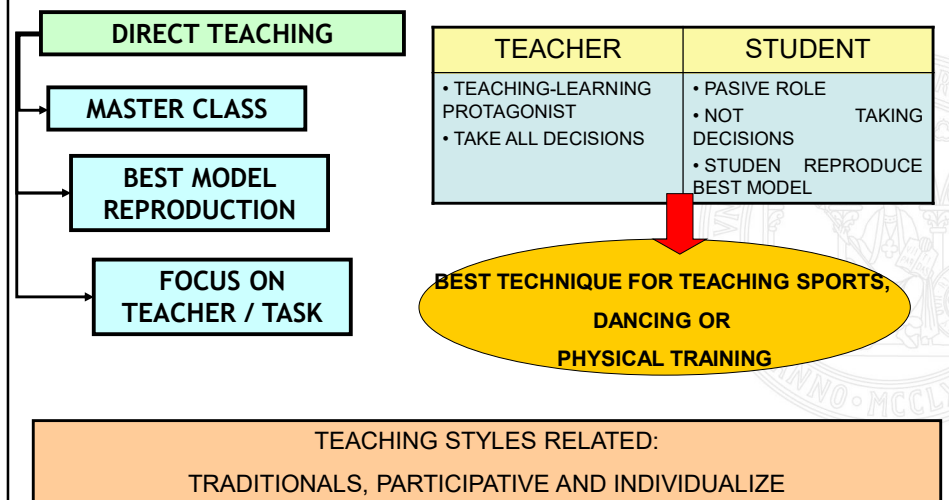 DIRECT TEACHING
MASTER CLASS
BEST MODEL
REPRODUCTION
FOCUS ON
TEACHER / TASK
TEACHER
• TEACHING-LEARNING
PROTAGONIST
• TAKE ALL DECISIONS
STUDENT
• PASIVE ROLE
• NOT TAKING
DECISIONS
• STUDEN REPRODUCE
BEST MODEL
BEST TECHNIQUE FOR TEACHING SPORTS,
DANCING OR
PHYSICAL TRAINING
TEACHING STYLES RELATED:
TRADITIONALS, PARTICIPATIVE AND INDIVIDUALIZE